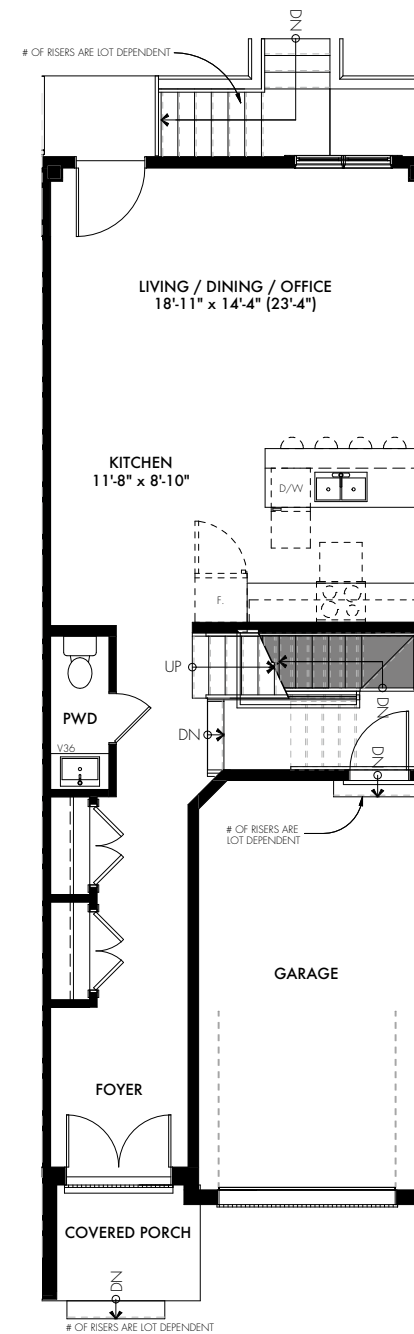 DN
# OF RISERS ARE LOT DEPENDENT
LIVING / DINING / OFFICE
18'-11" x 14'-4" (23'-4")
KITCHEN
11'-8" x 8'-10"
D/W
F.
UP
DN
PWD
DN
V36
DN
# OF RISERS ARE
LOT DEPENDENT
GARAGE
FOYER
COVERED PORCH
DN
# OF RISERS ARE LOT DEPENDENT